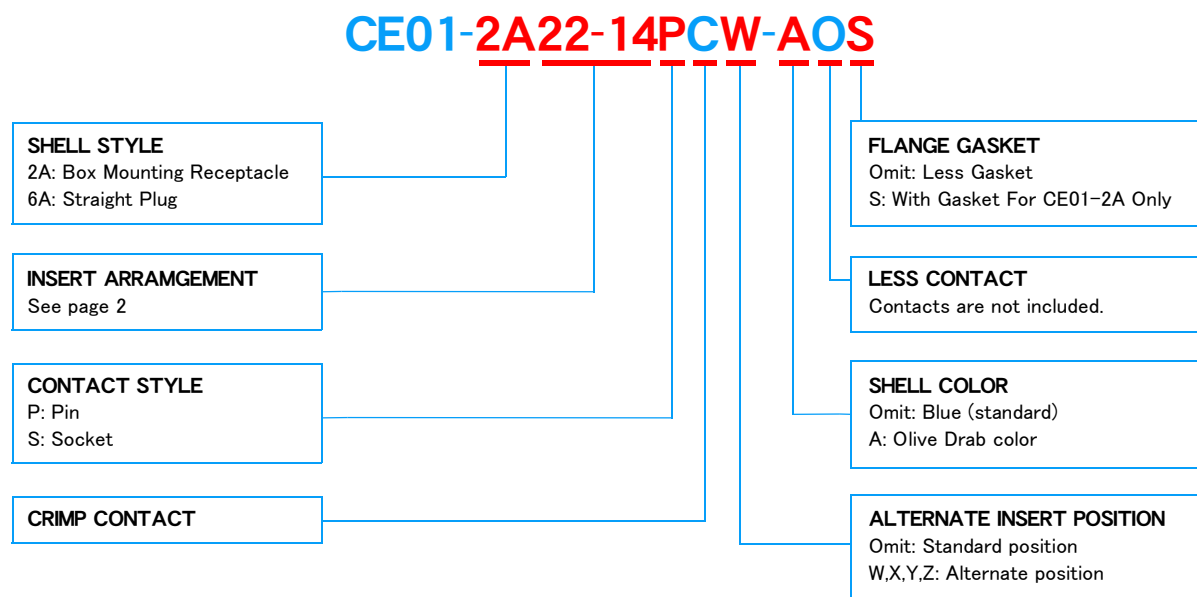 CE01-2A22-14PCW-AOS
SHELL STYLE
2A: Box Mounting Receptacle
6A: Straight Plug
INSERT ARRAMGEMENT
See page 2
CONTACT STYLE
P: Pin
S: Socket
CRIMP CONTACT
FLANGE GASKET
Omit: Less Gasket
S: With Gasket For CE01-2A Only
LESS CONTACT
Contacts are not included.
SHELL COLOR
Omit: Blue (standard)
A: Olive Drab color
ALTERNATE INSERT POSITION
Omit: Standard position
W,X,Y,Z: Alternate position